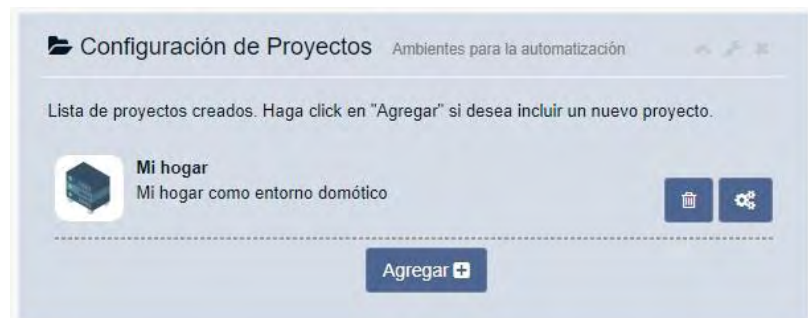 Configuración de Proyectos Ambientes para la automatización
Lista de proyectos creados. Haga click en "Agregar" si desea incluir un nuevo proyecto.
Mi hogar
Mi hogar como entorno domótico
Agregar